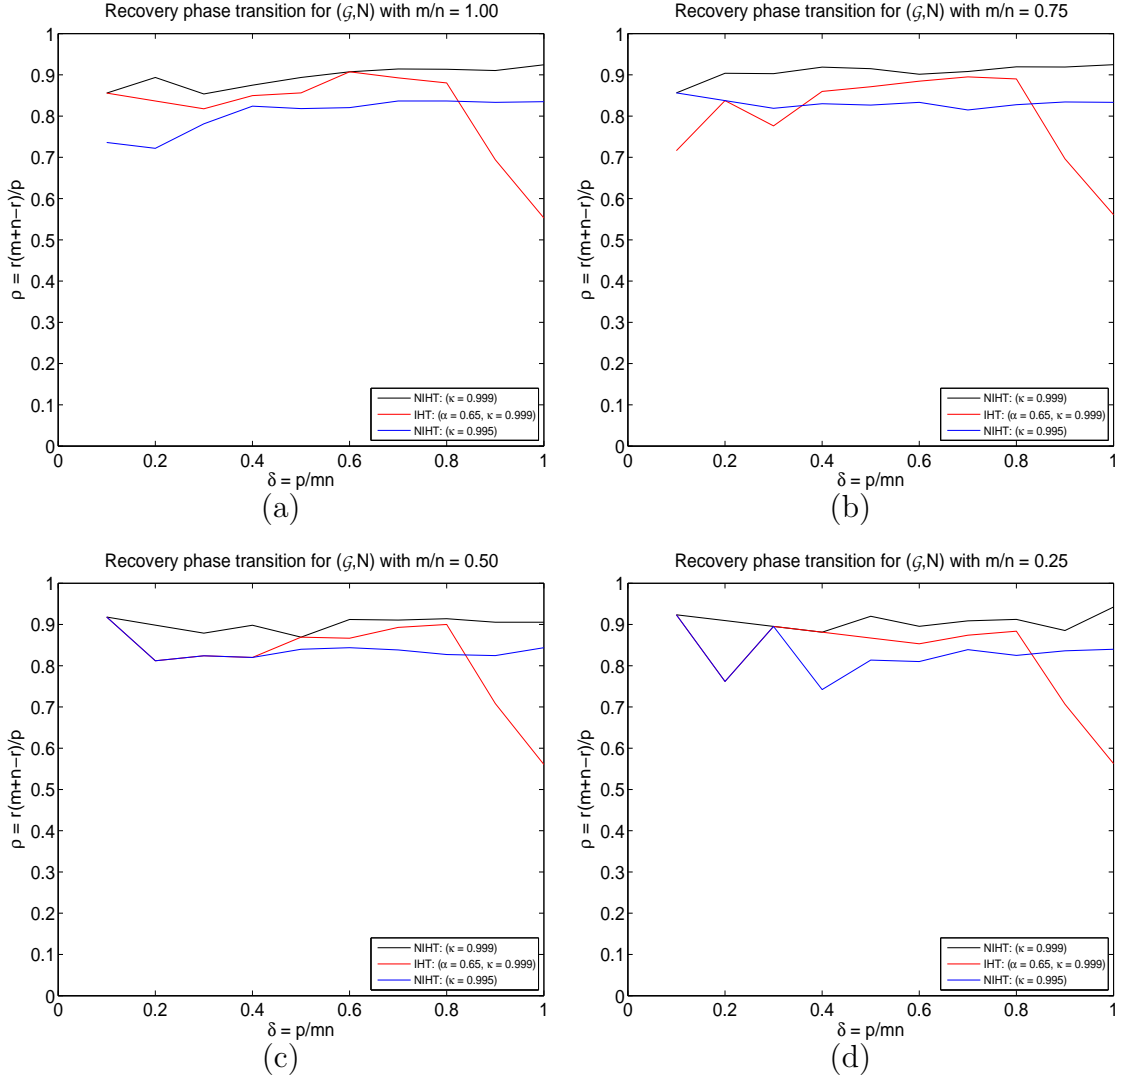 Recovery phase transition for (𝒢,N) with m/n = 1.00
1
0.9
0.8
0.7
0.6
0.5
0.4
0.3
0.2
0.1
0
ρ = r(m+n−r)/p
NIHT: (κ = 0.999)
IHT: (α = 0.65, κ = 0.999)
NIHT: (κ = 0.995)
0 0.2 0.4 0.6 0.8 1
δ = p/mn
(a)
Recovery phase transition for (𝒢,N) with m/n = 0.75
1
0.9
0.8
0.7
0.6
0.5
0.4
0.3
0.2
0.1
0
ρ = r(m+n−r)/p
NIHT: (κ = 0.999)
IHT: (α = 0.65, κ = 0.999)
NIHT: (κ = 0.995)
0 0.2 0.4 0.6 0.8 1
δ = p/mn
(b)
Recovery phase transition for (𝒢,N) with m/n = 0.50
1
0.9
0.8
0.7
0.6
0.5
0.4
0.3
0.2
0.1
0
ρ = r(m+n−r)/p
NIHT: (κ = 0.999)
IHT: (α = 0.65, κ = 0.999)
NIHT: (κ = 0.995)
0 0.2 0.4 0.6 0.8 1
δ = p/mn
(c)
Recovery phase transition for (𝒢,N) with m/n = 0.25
1
0.9
0.8
0.7
0.6
0.5
0.4
0.3
0.2
0.1
0
ρ = r(m+n−r)/p
NIHT: (κ = 0.999)
IHT: (α = 0.65, κ = 0.999)
NIHT: (κ = 0.995)
0 0.2 0.4 0.6 0.8 1
δ = p/mn
(d)